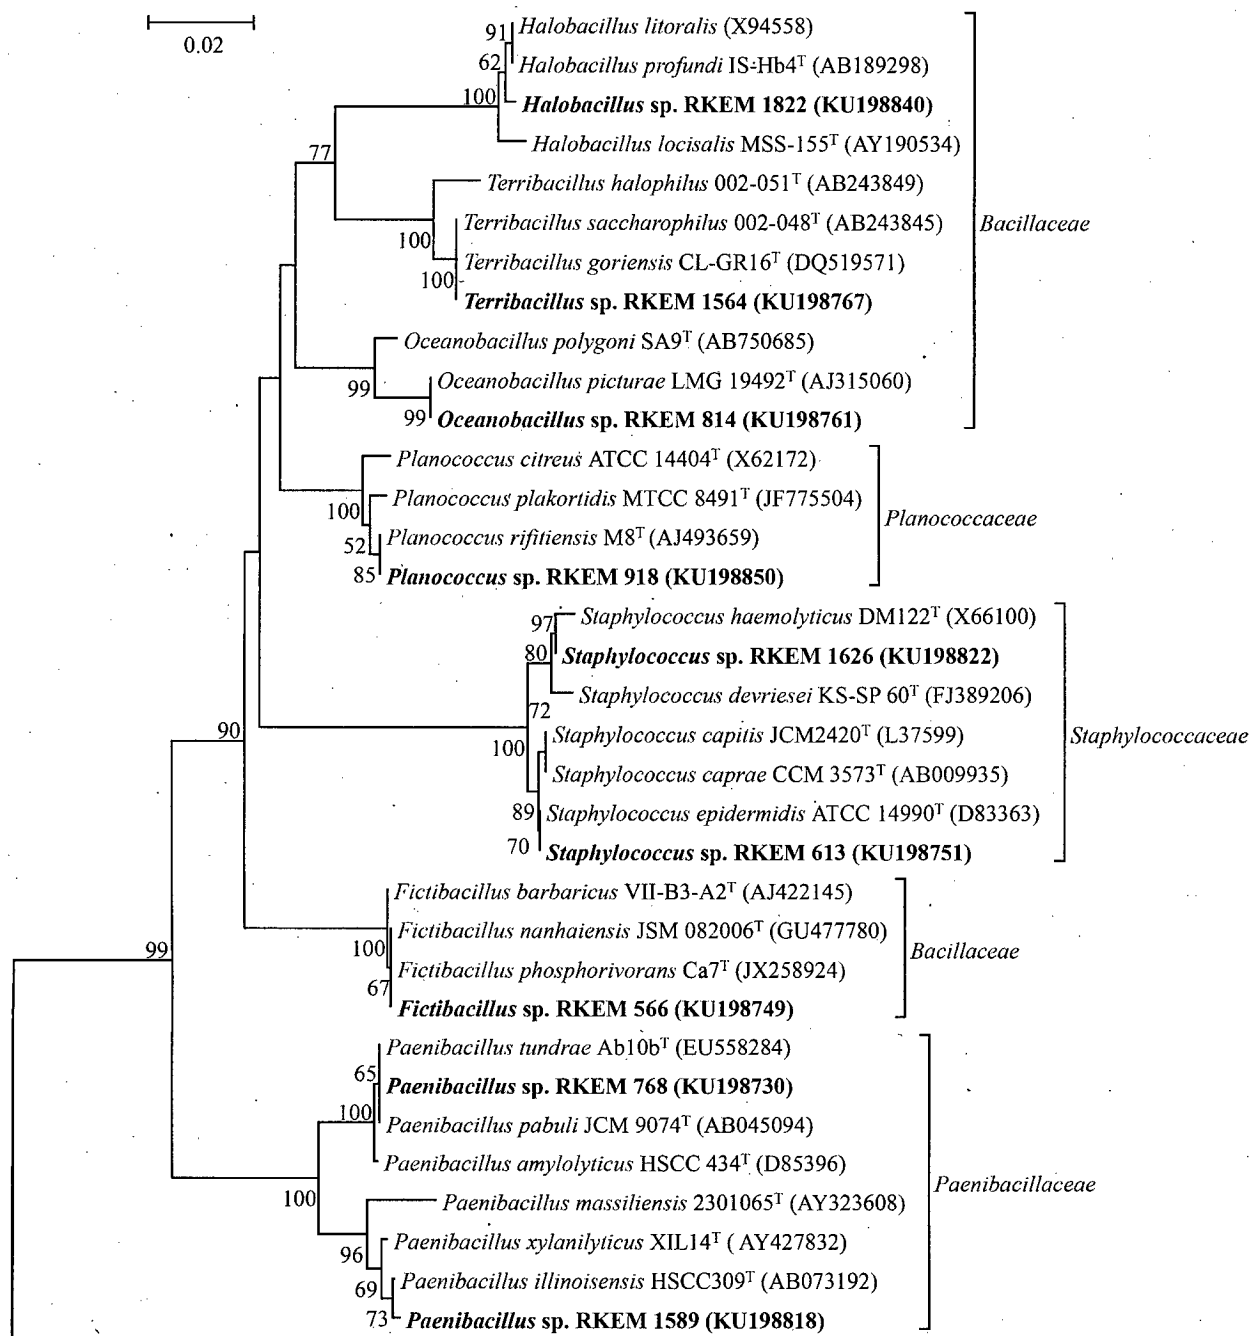 0.02
91
Halobacillus litoralis (X94558)
Halobacillus profundi IS-Hb4ᵀ (AB189298)
62
Halobacillus sp. RKEM 1822 (KU198840)
100
Halobacillus locisalis MSS-155ᵀ (AY190534)
77
Terribacillus halophilus 002-051ᵀ (AB243849)
Terribacillus saccharophilus 002-048ᵀ (AB243845)
Bacillaceae
100
Terribacillus goriensis CL-GR16ᵀ (DQ519571)
100
Terribacillus sp. RKEM 1564 (KU198767)
Oceanobacillus polygoni SA9ᵀ (AB750685)
99
Oceanobacillus picturae LMG 19492ᵀ (AJ315060)
99
Oceanobacillus sp. RKEM 814 (KU198761)
Planococcus citreus ATCC 14404ᵀ (X62172)
Planococcus plakortidis MTCC 8491ᵀ (JF775504)
100
Planococcaceae
Planococcus rifitiensis M8ᵀ (AJ493659)
52
85
Planococcus sp. RKEM 918 (KU198850)
Staphylococcus haemolyticus DM122ᵀ (X66100)
97
80
Staphylococcus sp. RKEM 1626 (KU198822)
Staphylococcus devriesei KS-SP 60ᵀ (FJ389206)
72
90
Staphylococcus capitis JCM2420ᵀ (L37599)
Staphylococcaceae
100
Staphylococcus caprae CCM 3573ᵀ (AB009935)
89
Staphylococcus epidermidis ATCC 14990ᵀ (D83363)
70
Staphylococcus sp. RKEM 613 (KU198751)
Fictibacillus barbaricus VII-B3-A2ᵀ (AJ422145)
Fictibacillus nanhaiensis JSM 082006ᵀ (GU477780)
99
100
Bacillaceae
Fictibacillus phosphorivorans Ca7ᵀ (JX258924)
67
Fictibacillus sp. RKEM 566 (KU198749)
Paenibacillus tundrae Ab10bᵀ (EU558284)
65
Paenibacillus sp. RKEM 768 (KU198730)
100
Paenibacillus pabuli JCM 9074ᵀ (AB045094)
Paenibacillus amylolyticus HSCC 434ᵀ (D85396)
Paenibacillaceae
100
Paenibacillus massiliensis 2301065ᵀ (AY323608)
Paenibacillus xylanilyticus XIL14ᵀ ( AY427832)
96
Paenibacillus illinoisensis HSCC309ᵀ (AB073192)
69
73
Paenibacillus sp. RKEM 1589 (KU198818)